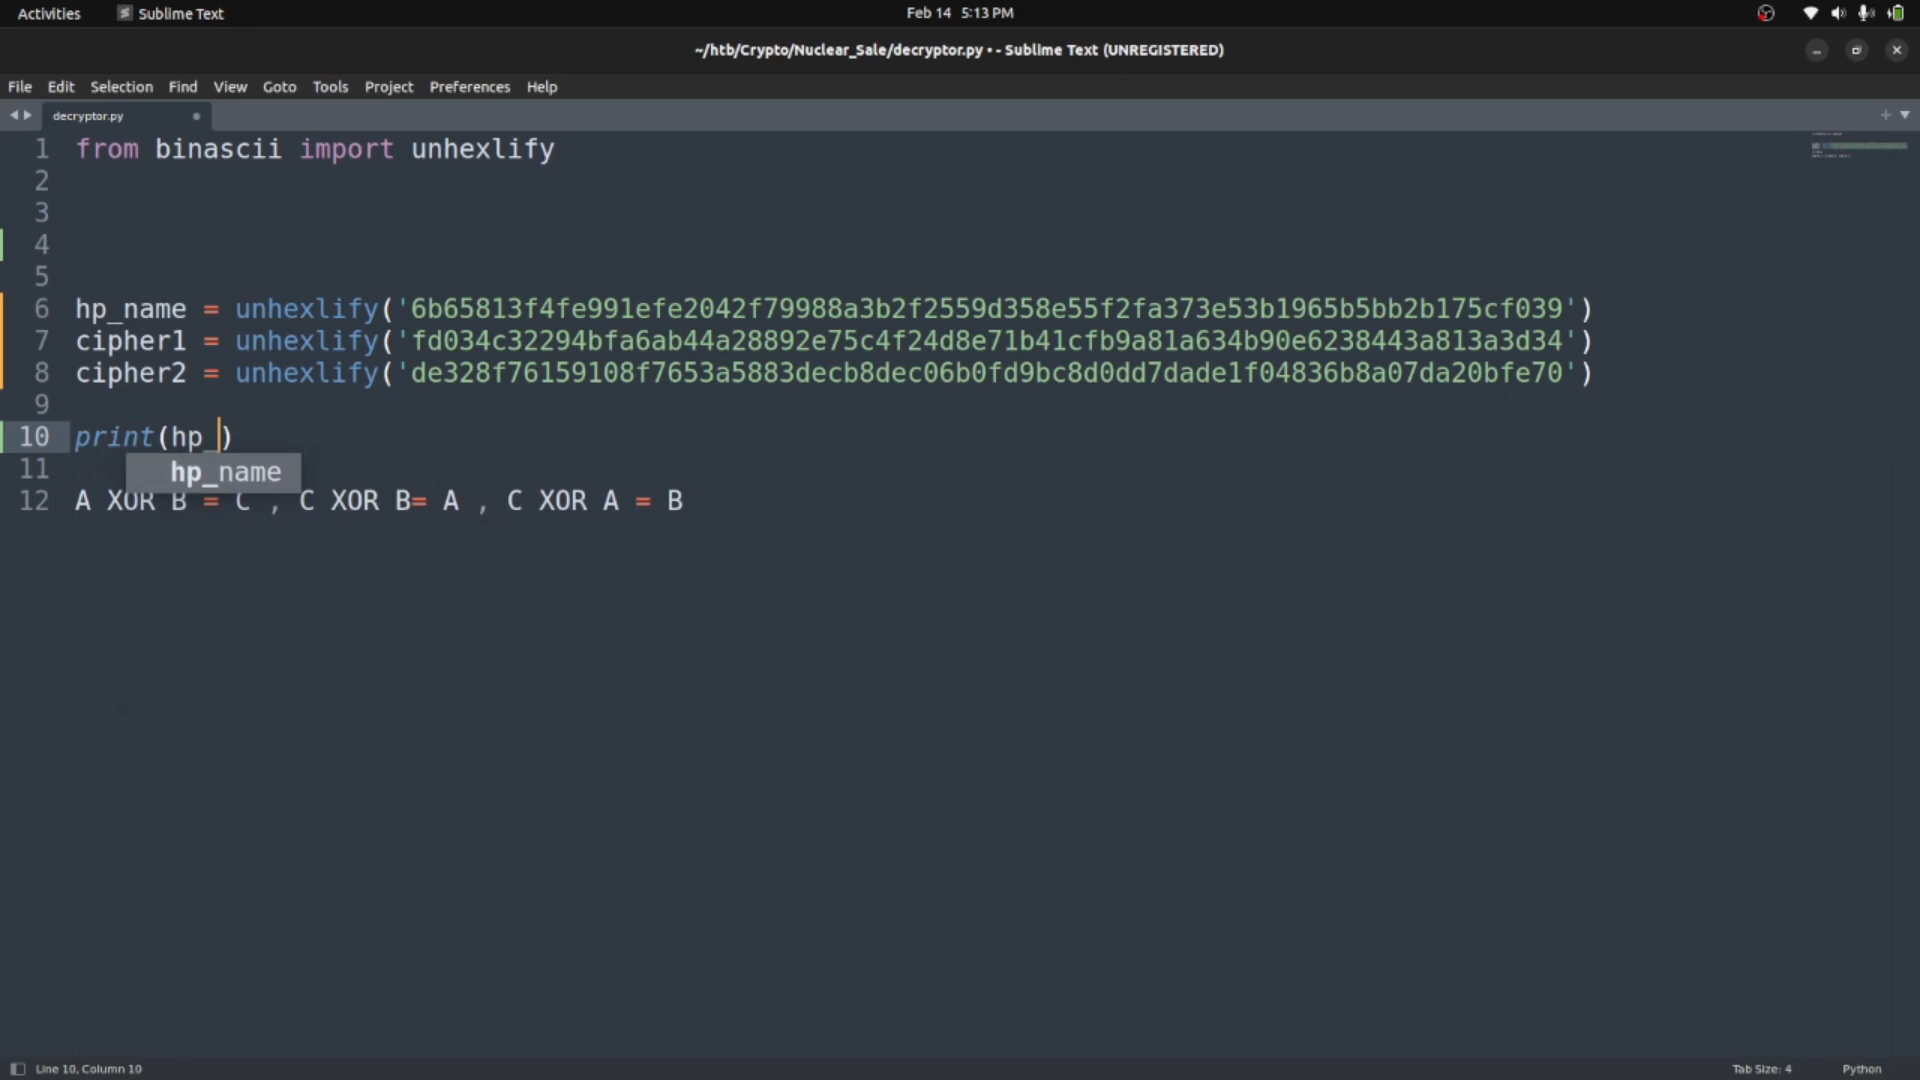 Activities Sublime Text Feb 14 5:13 PM
~/htb/Crypto/Nuclear_Sale/decryptor.py • - Sublime Text (UNREGISTERED)
File Edit Selection Find View Goto Tools Project Preferences Help
decryptor.py
1 from binascii import unhexlify
2
3
4
5
6 hp_name = unhexlify('6b65813f4fe991efe2042f79988a3b2f2559d358e55f2fa373e53b1965b5bb2b175cf039')
7 cipher1 = unhexlify('fd034c32294bfa6ab44a28892e75c4f24d8e71b41cfb9a81a634b90e6238443a813a3d34')
8 cipher2 = unhexlify('de328f76159108f7653a5883decb8dec06b0fd9bc8d0dd7dade1f04836b8a07da20bfe70')
9
10 print(hp_)
11 hp_name
12 A XOR B = C , C XOR B= A , C XOR A = B
Line 10, Column 10 Tab Size: 4 Python